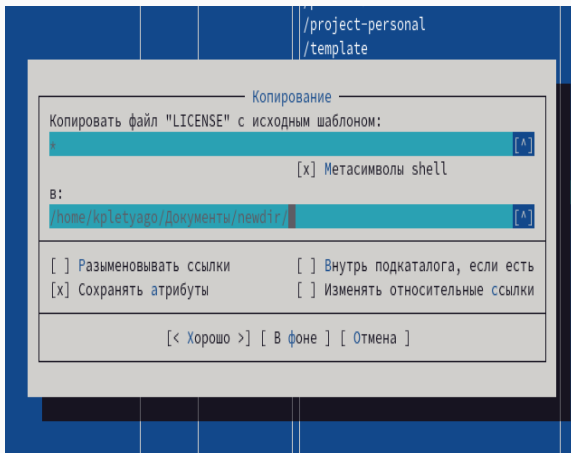 /project-personal
/template
Копирование
Копировать файл "LICENSE" с исходным шаблоном:
* [^]
[x] Метасимволы shell
в:
/home/kpletyago/Документы/newdir/ [^]
[ ] Разыменовывать ссылки [ ] Внутрь подкаталога, если есть
[x] Сохранять атрибуты [ ] Изменять относительные ссылки
[< Хорошо >] [ В фоне ] [ Отмена ]